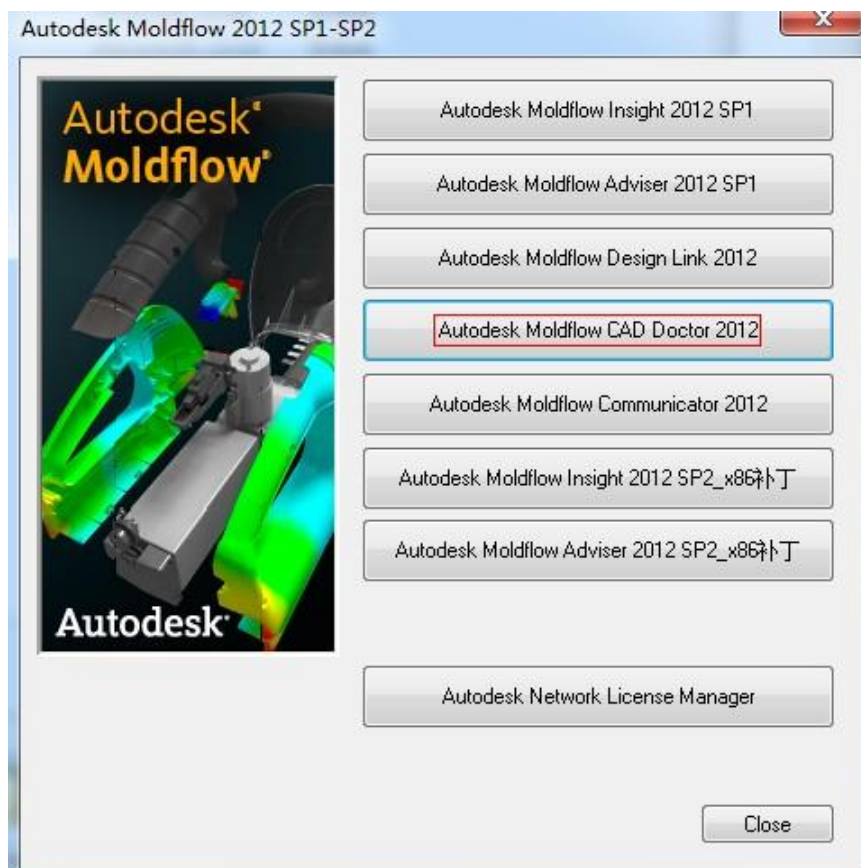 Autodesk Moldflow 2012 SP1-SP2
Autodesk®
Moldflow®
Autodesk®
Autodesk Moldflow Insight 2012 SP1
Autodesk Moldflow Adviser 2012 SP1
Autodesk Moldflow Design Link 2012
Autodesk Moldflow CAD Doctor 2012
Autodesk Moldflow Communicator 2012
Autodesk Moldflow Insight 2012 SP2_x86补丁
Autodesk Moldflow Adviser 2012 SP2_x86补丁
Autodesk Network License Manager
Close